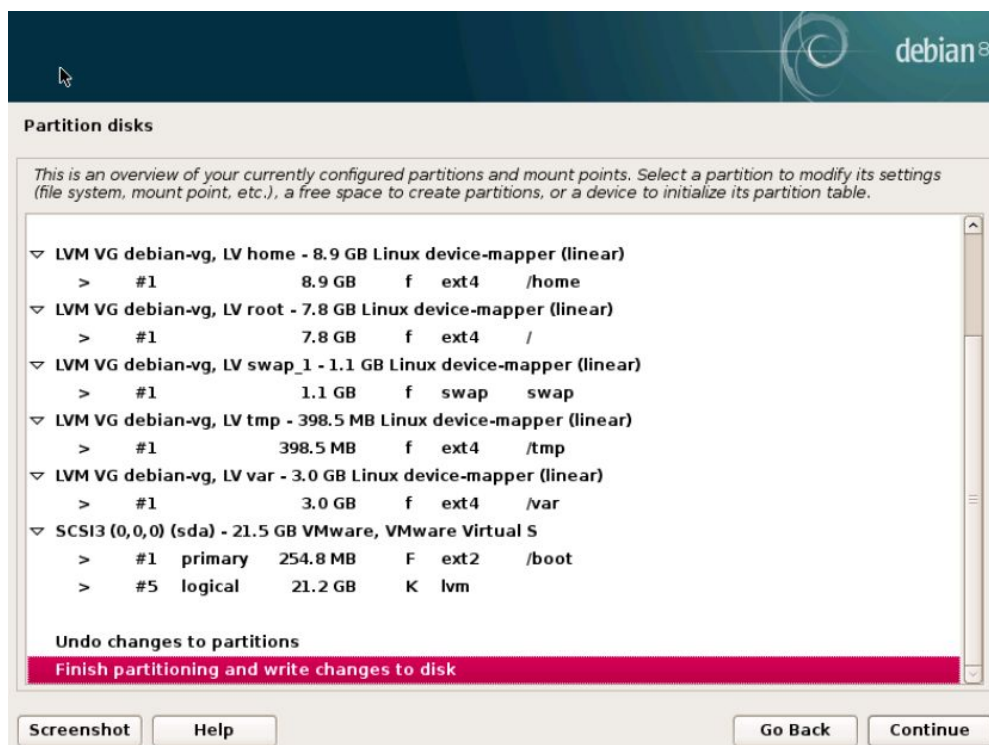 debian 8
Partition disks
This is an overview of your currently configured partitions and mount points. Select a partition to modify its settings
(file system, mount point, etc.), a free space to create partitions, or a device to initialize its partition table.
LVM VG debian-vg, LV home - 8.9 GB Linux device-mapper (linear)
> #1 8.9 GB f ext4 /home
LVM VG debian-vg, LV root - 7.8 GB Linux device-mapper (linear)
> #1 7.8 GB f ext4 /
LVM VG debian-vg, LV swap_1 - 1.1 GB Linux device-mapper (linear)
> #1 1.1 GB f swap swap
LVM VG debian-vg, LV tmp - 398.5 MB Linux device-mapper (linear)
> #1 398.5 MB f ext4 /tmp
LVM VG debian-vg, LV var - 3.0 GB Linux device-mapper (linear)
> #1 3.0 GB f ext4 /var
SCSI3 (0,0,0) (sda) - 21.5 GB VMware, VMware Virtual S
> #1 primary 254.8 MB F ext2 /boot
> #5 logical 21.2 GB K lvm
Undo changes to partitions
Finish partitioning and write changes to disk
Screenshot Help Go Back Continue